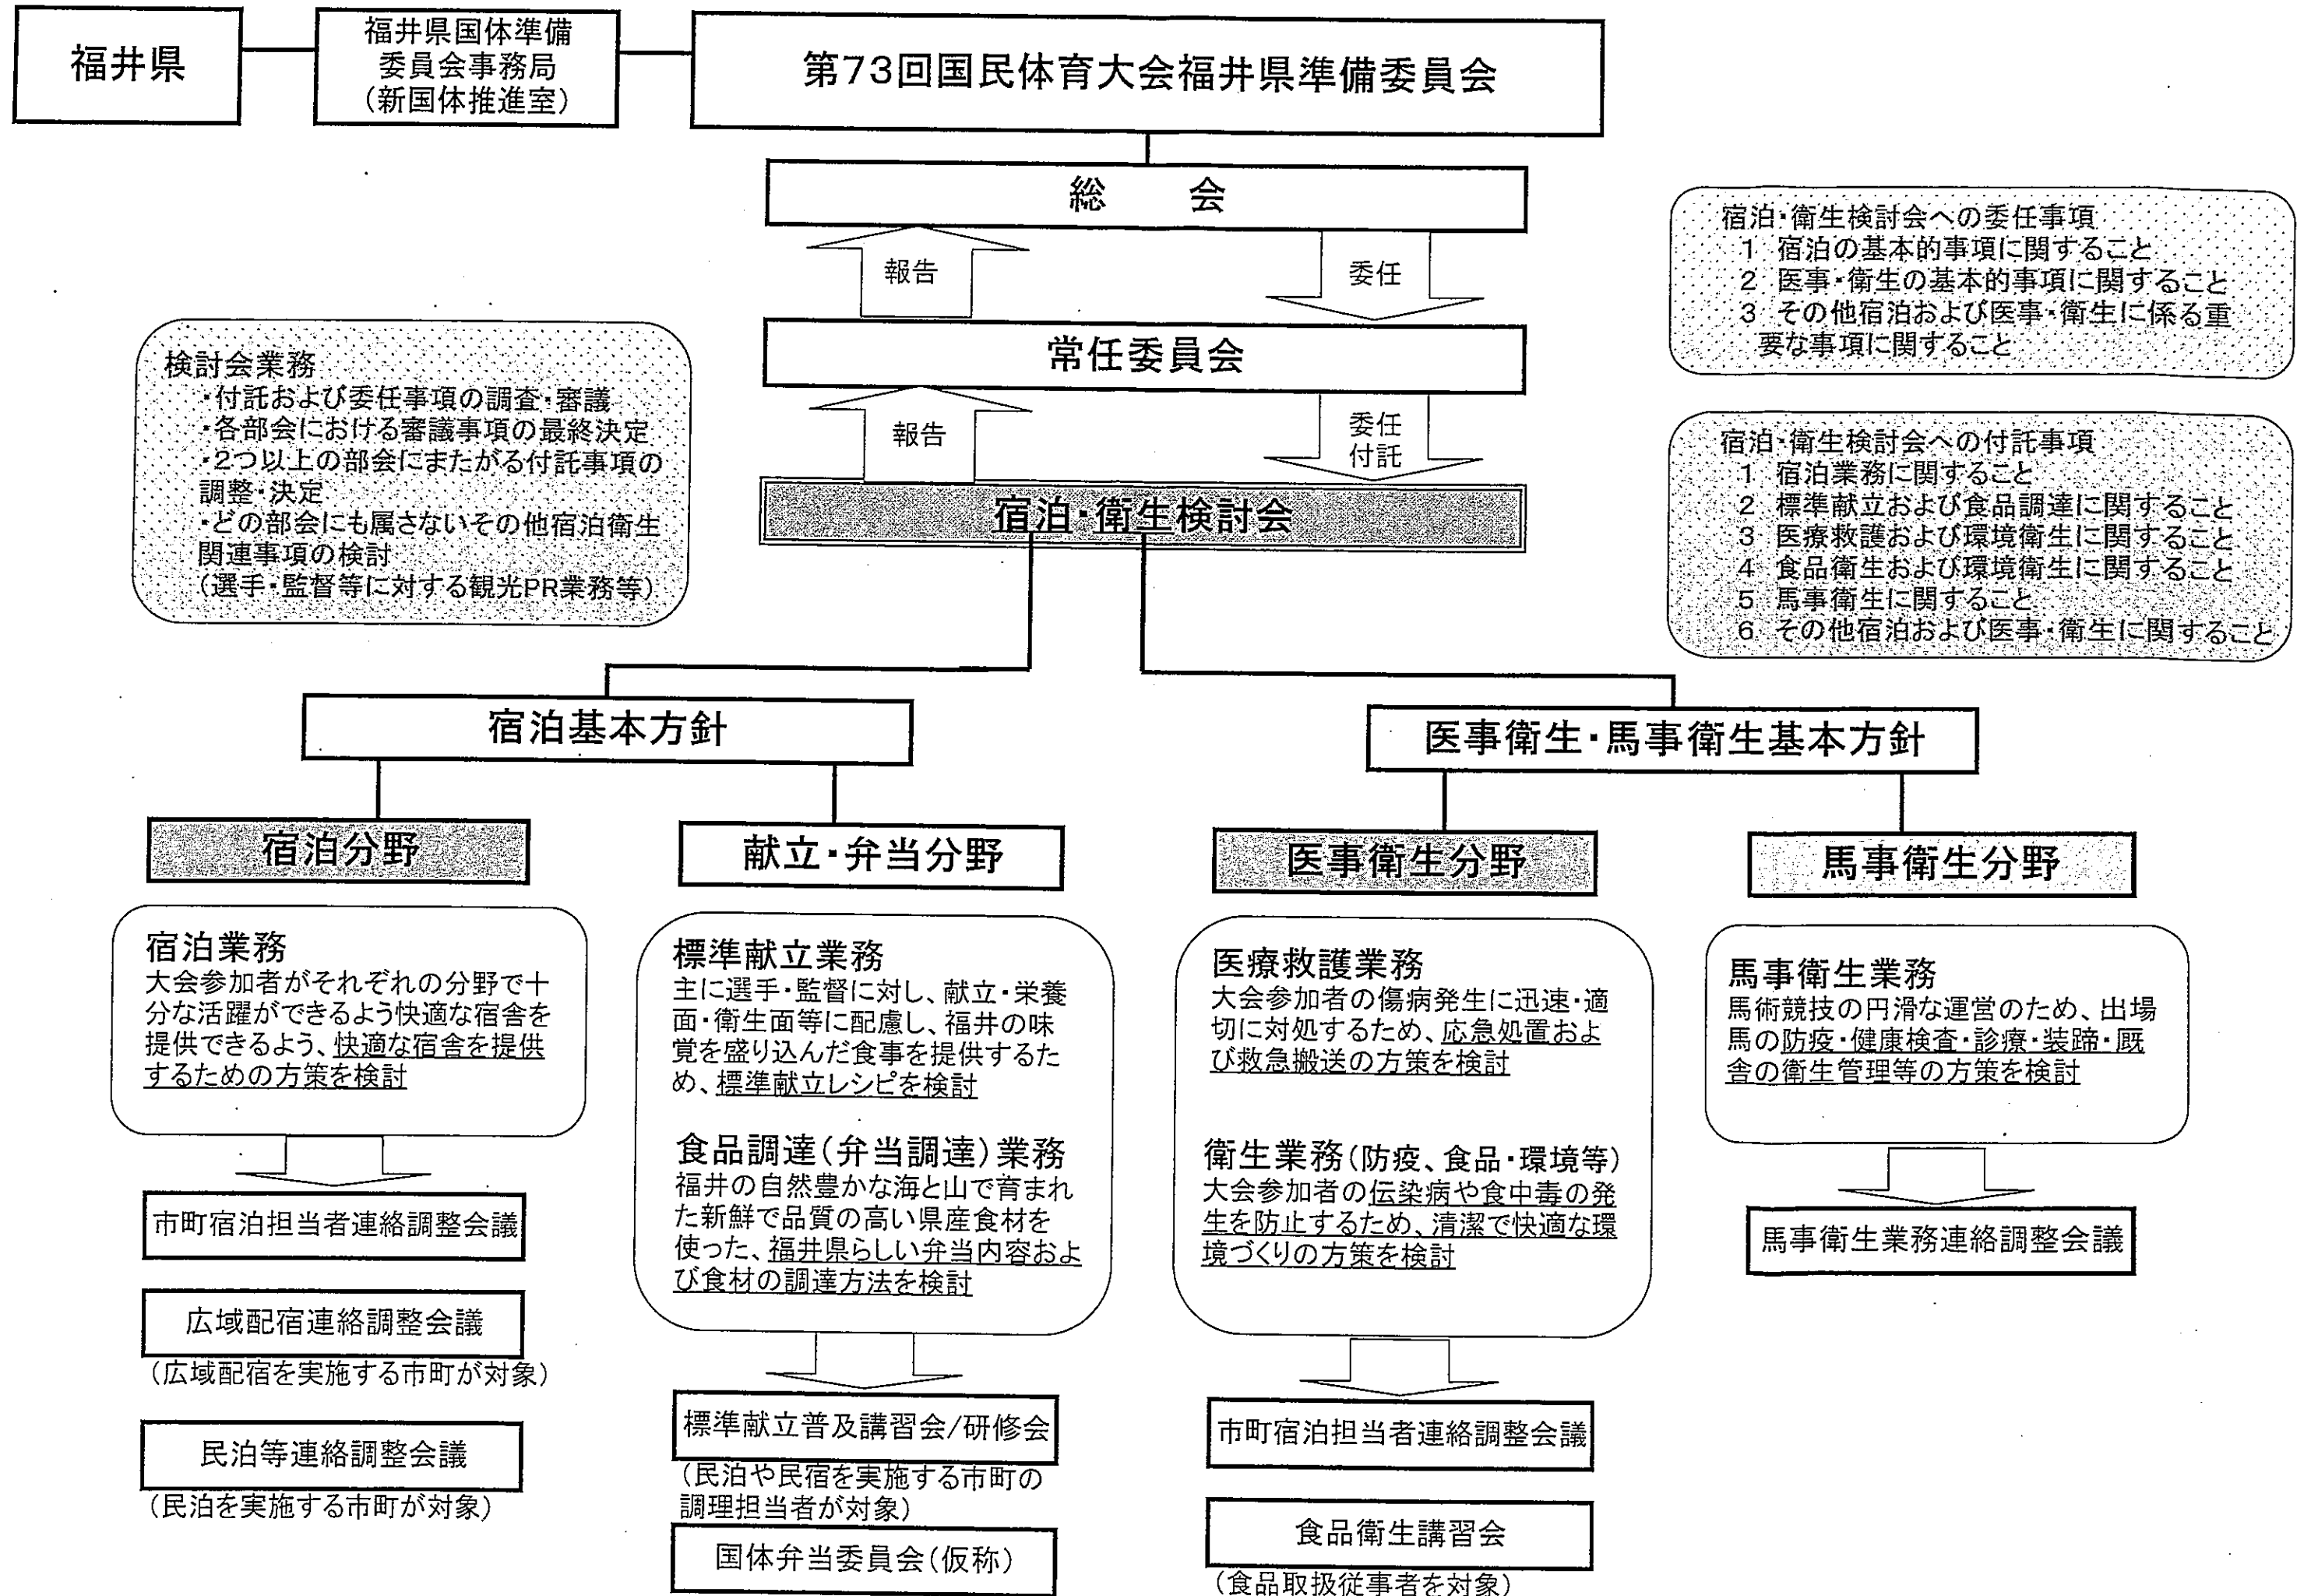 福井県
福井県国体準備
委員会事務局
（新国体推進室）
第73回国民体育大会福井県準備委員会
総　会
報告
委任
常任委員会
報告
委任
付託
宿泊・衛生検討会
宿泊・衛生検討会への委任事項
1 宿泊の基本的事項に関すること
2 医事・衛生の基本的事項に関すること
3 その他宿泊および医事・衛生に係る重
要な事項に関すること
検討会業務
・付託および委任事項の調査・審議
・各部会における審議事項の最終決定
・2つ以上の部会にまたがる付託事項の
調整・決定
・どの部会にも属さないその他宿泊衛生
関連事項の検討
（選手・監督等に対する観光PR業務等）
宿泊・衛生検討会への付託事項
1 宿泊業務に関すること
2 標準献立および食品調達に関すること
3 医療救護および環境衛生に関すること
4 食品衛生および環境衛生に関すること
5 馬事衛生に関すること
6 その他宿泊および医事・衛生に関すること
宿泊基本方針
医事衛生・馬事衛生基本方針
宿泊分野
献立・弁当分野
医事衛生分野
馬事衛生分野
宿泊業務
大会参加者がそれぞれの分野で十
分な活躍ができるよう快適な宿舎を
提供できるよう、快適な宿舎を提供
するための方策を検討
市町宿泊担当者連絡調整会議
広域配宿連絡調整会議
（広域配宿を実施する市町が対象）
民泊等連絡調整会議
（民泊を実施する市町が対象）
標準献立業務
主に選手・監督に対し、献立・栄養
面・衛生面等に配慮し、福井の味
覚を盛り込んだ食事を提供するた
め、標準献立レシピを検討
食品調達（弁当調達）業務
福井の自然豊かな海と山で育まれ
た新鮮で品質の高い県産食材を
使った、福井県らしい弁当内容およ
び食材の調達方法を検討
標準献立普及講習会/研修会
（民泊や民宿を実施する市町の
調理担当者が対象）
国体弁当委員会（仮称）
医療救護業務
大会参加者の傷病発生に迅速・適
切に対処するため、応急処置およ
び救急搬送の方策を検討
衛生業務（防疫、食品・環境等）
大会参加者の伝染病や食中毒の発
生を防止するため、清潔で快適な環
境づくりの方策を検討
市町宿泊担当者連絡調整会議
食品衛生講習会
（食品取扱従事者を対象）
馬事衛生業務
馬術競技の円滑な運営のため、出場
馬の防疫・健康検査・診療・装蹄・厩
舎の衛生管理等の方策を検討
馬事衛生業務連絡調整会議